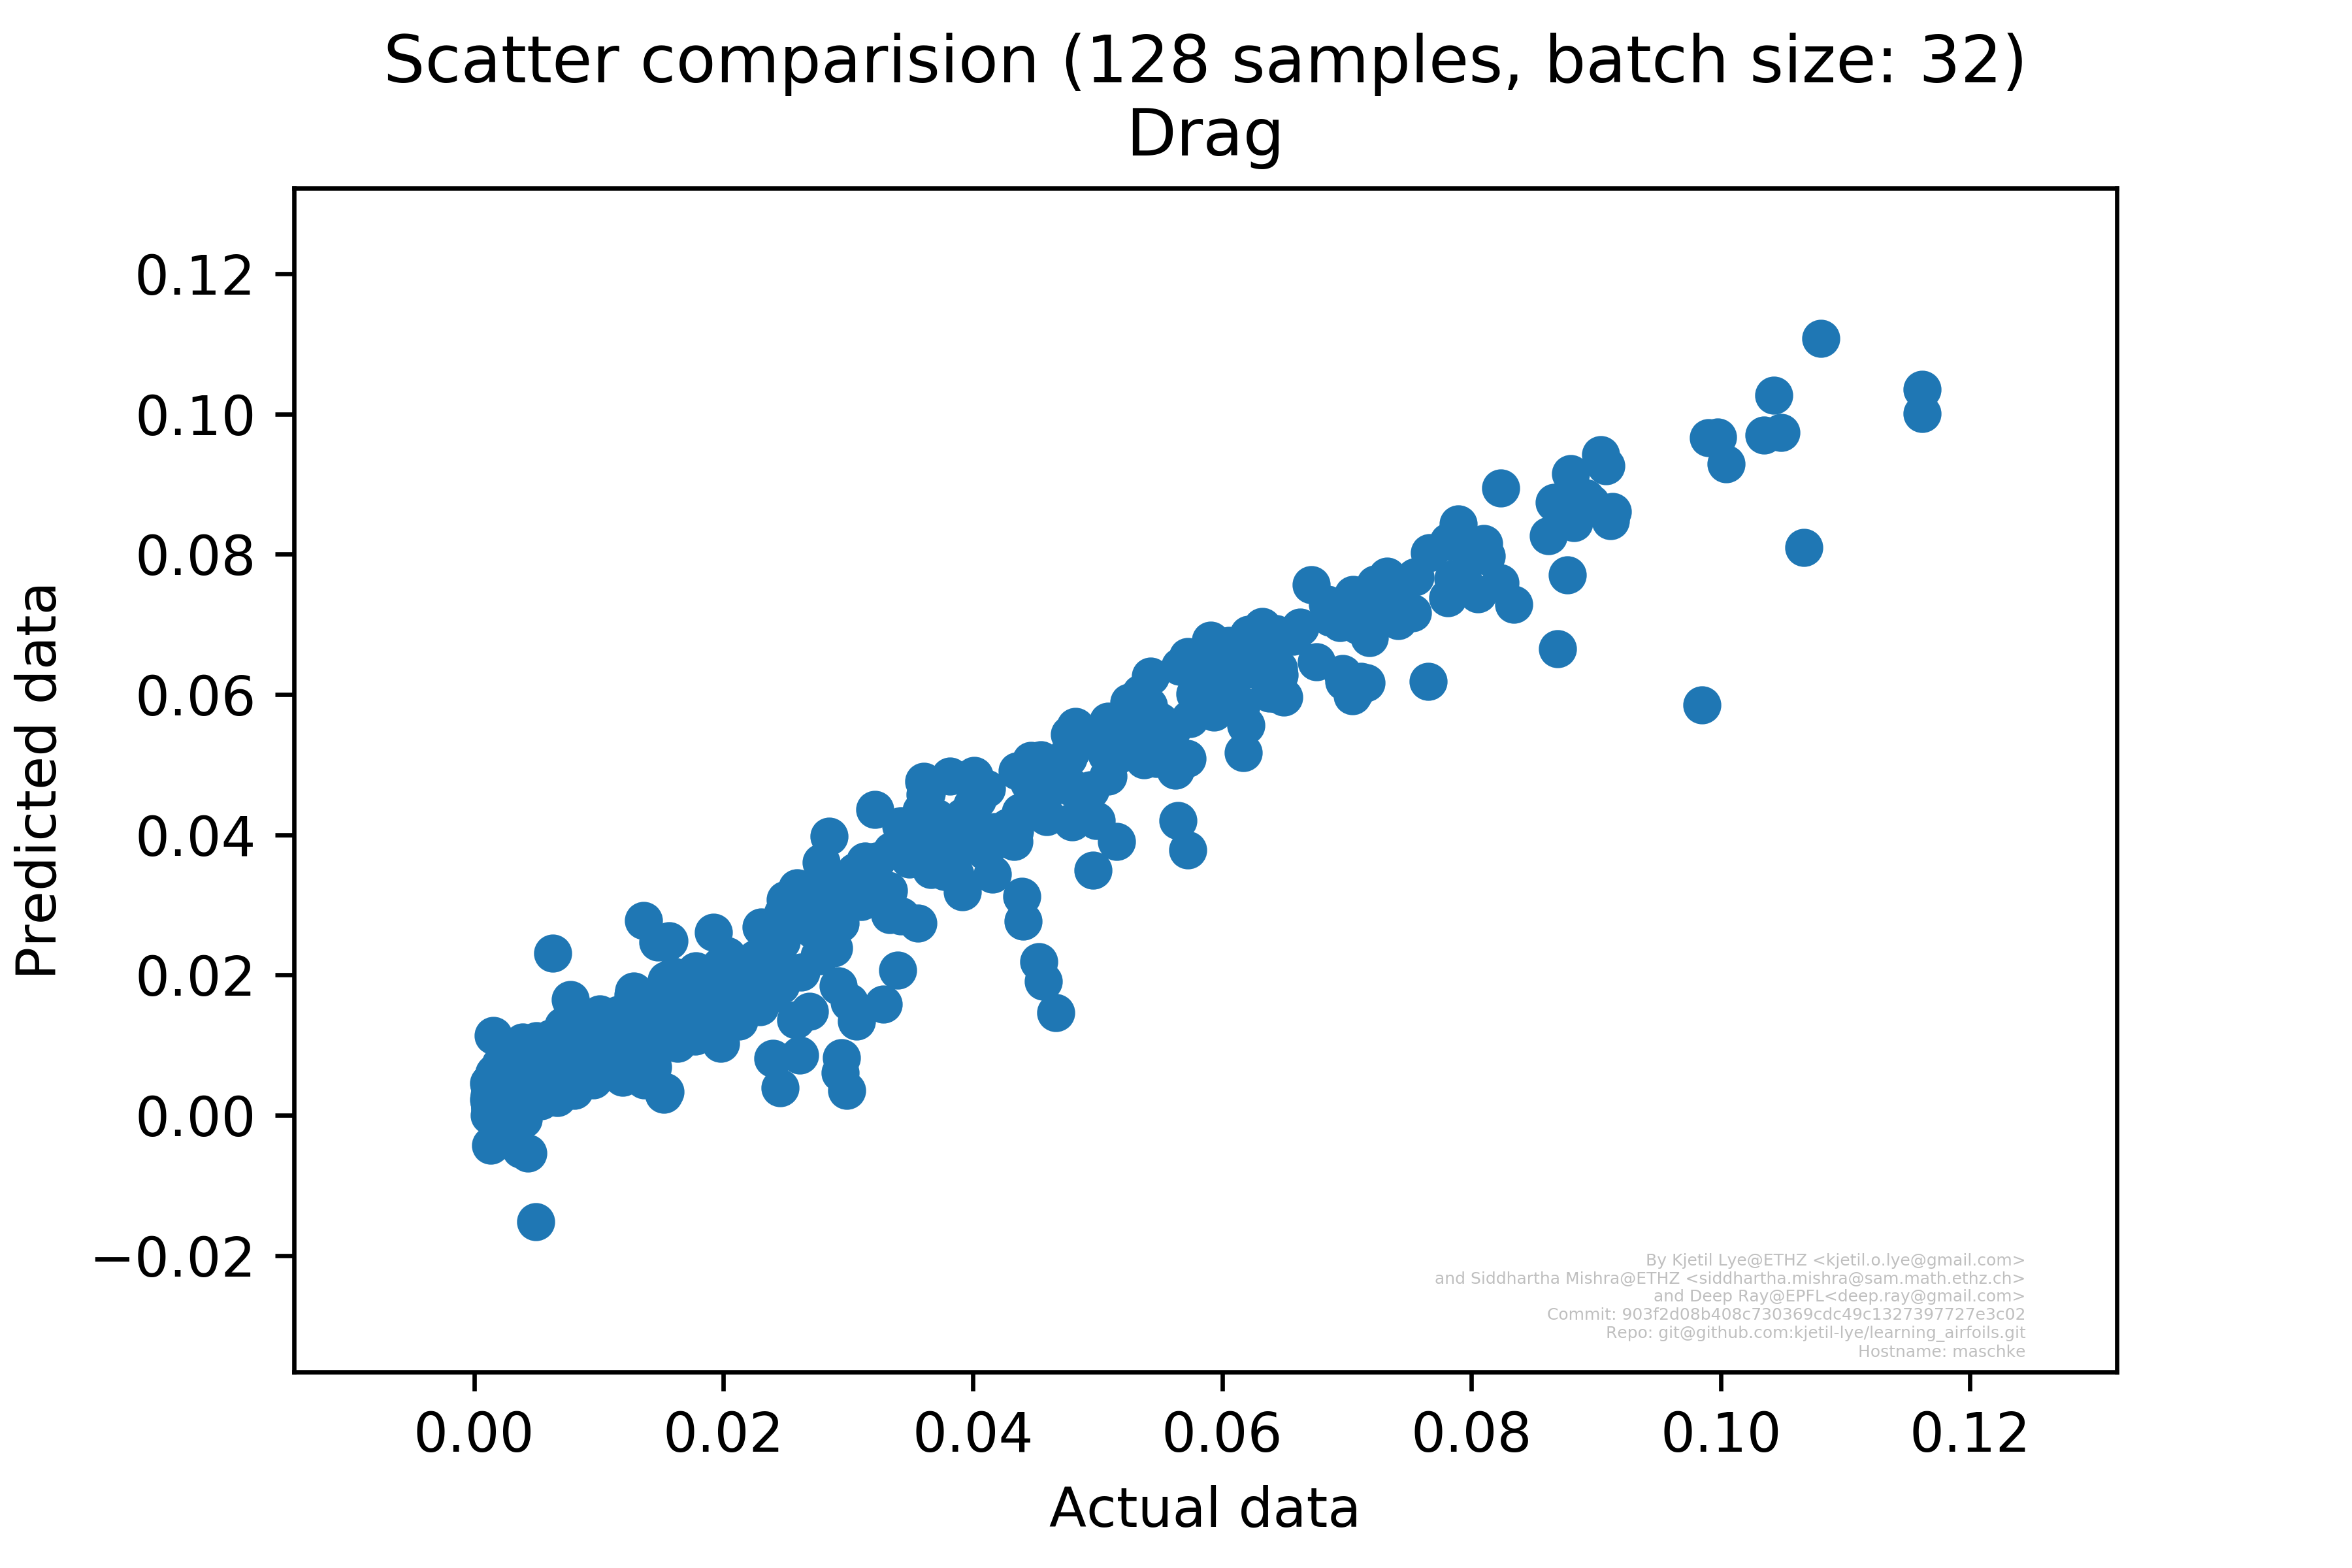 Scatter comparision (128 samples, batch size: 32)
Drag
0.12
0.10
0.08
0.06
0.04
0.02
0.00
−0.02
Predicted data
By Kjetil Lye@ETHZ <kjetil.o.lye@gmail.com>
and Siddhartha Mishra@ETHZ <siddhartha.mishra@sam.math.ethz.ch>
and Deep Ray@EPFL<deep.ray@gmail.com>
Commit: 903f2d08b408c730369cdc49c1327397727e3c02
Repo: git@github.com:kjetil-lye/learning_airfoils.git
Hostname: maschke
0.00 0.02 0.04 0.06 0.08 0.10 0.12
Actual data